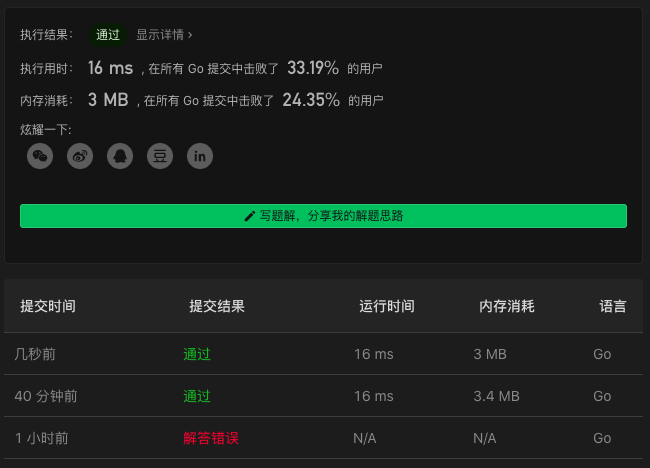 执行结果： 通过 显示详情 ›
执行用时： 16 ms , 在所有 Go 提交中击败了 33.19% 的用户
内存消耗： 3 MB , 在所有 Go 提交中击败了 24.35% 的用户
炫耀一下:
豆 in
写题解，分享我的解题思路
提交时间 提交结果 运行时间 内存消耗 语言
几秒前 通过 16 ms 3 MB Go
40 分钟前 通过 16 ms 3.4 MB Go
1 小时前 解答错误 N/A N/A Go